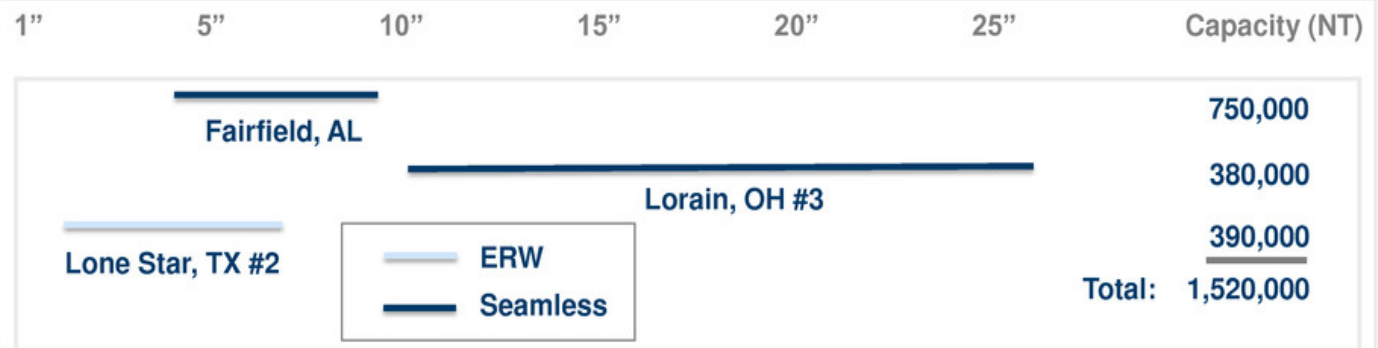 1” 5” 10” 15” 20” 25” Capacity (NT)
750,000
Fairfield, AL
380,000
Lorain, OH #3
390,000
Lone Star, TX #2
ERW
Seamless
Total: 1,520,000